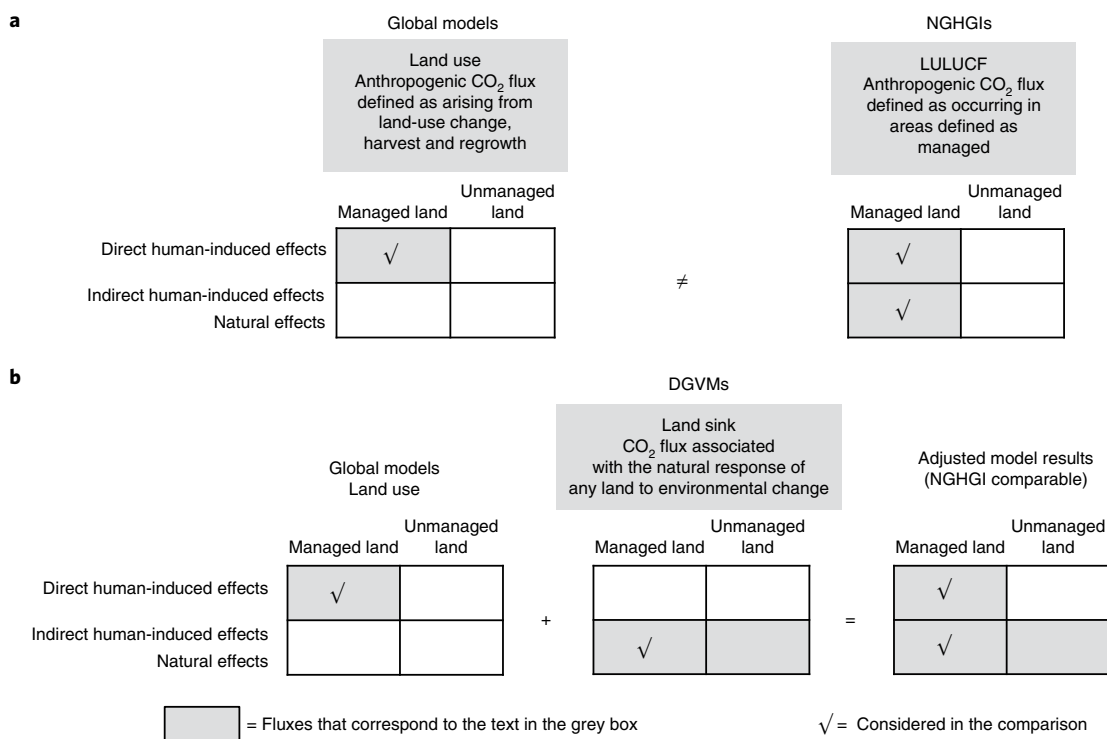 a
Global models
Land use
Anthropogenic CO₂ flux
defined as arising from
land-use change,
harvest and regrowth
NGHGIs
LULUCF
Anthropogenic CO₂ flux
defined as occurring in
areas defined as
managed
Managed land
Unmanaged
land
Managed land
Unmanaged
land
Direct human-induced effects
√
√
≠
Indirect human-induced effects
Natural effects
√
b
DGVMs
Land sink
CO₂ flux associated
with the natural response of
any land to environmental change
Global models
Land use
Adjusted model results
(NGHGI comparable)
Managed land
Unmanaged
land
Managed land
Unmanaged
land
Managed land
Unmanaged
land
Direct human-induced effects
√
√
+
=
Indirect human-induced effects
Natural effects
√
√
= Fluxes that correspond to the text in the grey box
√ = Considered in the comparison